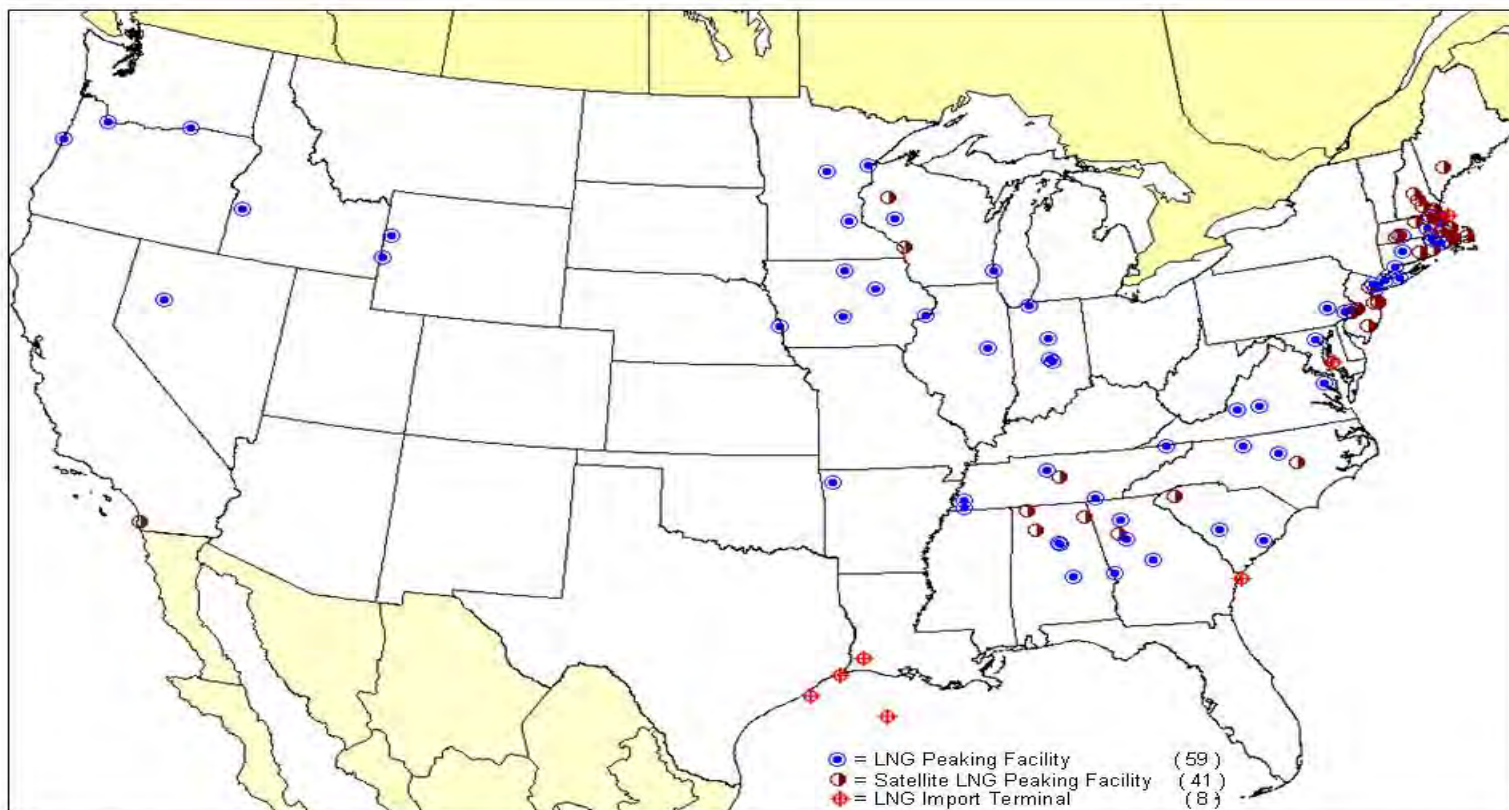 = LNG Peaking Facility (59)
= Satellite LNG Peaking Facility (41)
= LNG Import Terminal (8)